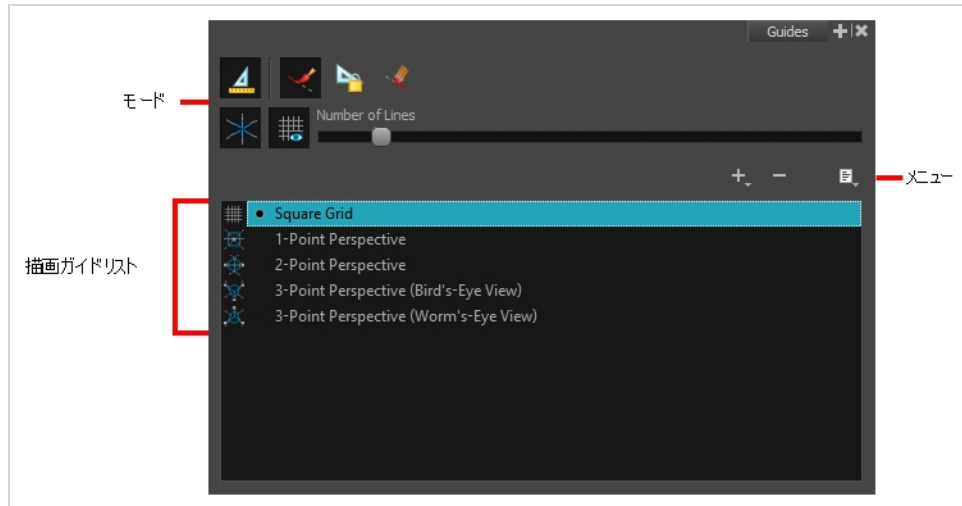 Guides
モード
Number of Lines
メニュー
描画ガイドリスト
Square Grid
1-Point Perspective
2-Point Perspective
3-Point Perspective (Bird's-Eye View)
3-Point Perspective (Worm's-Eye View)